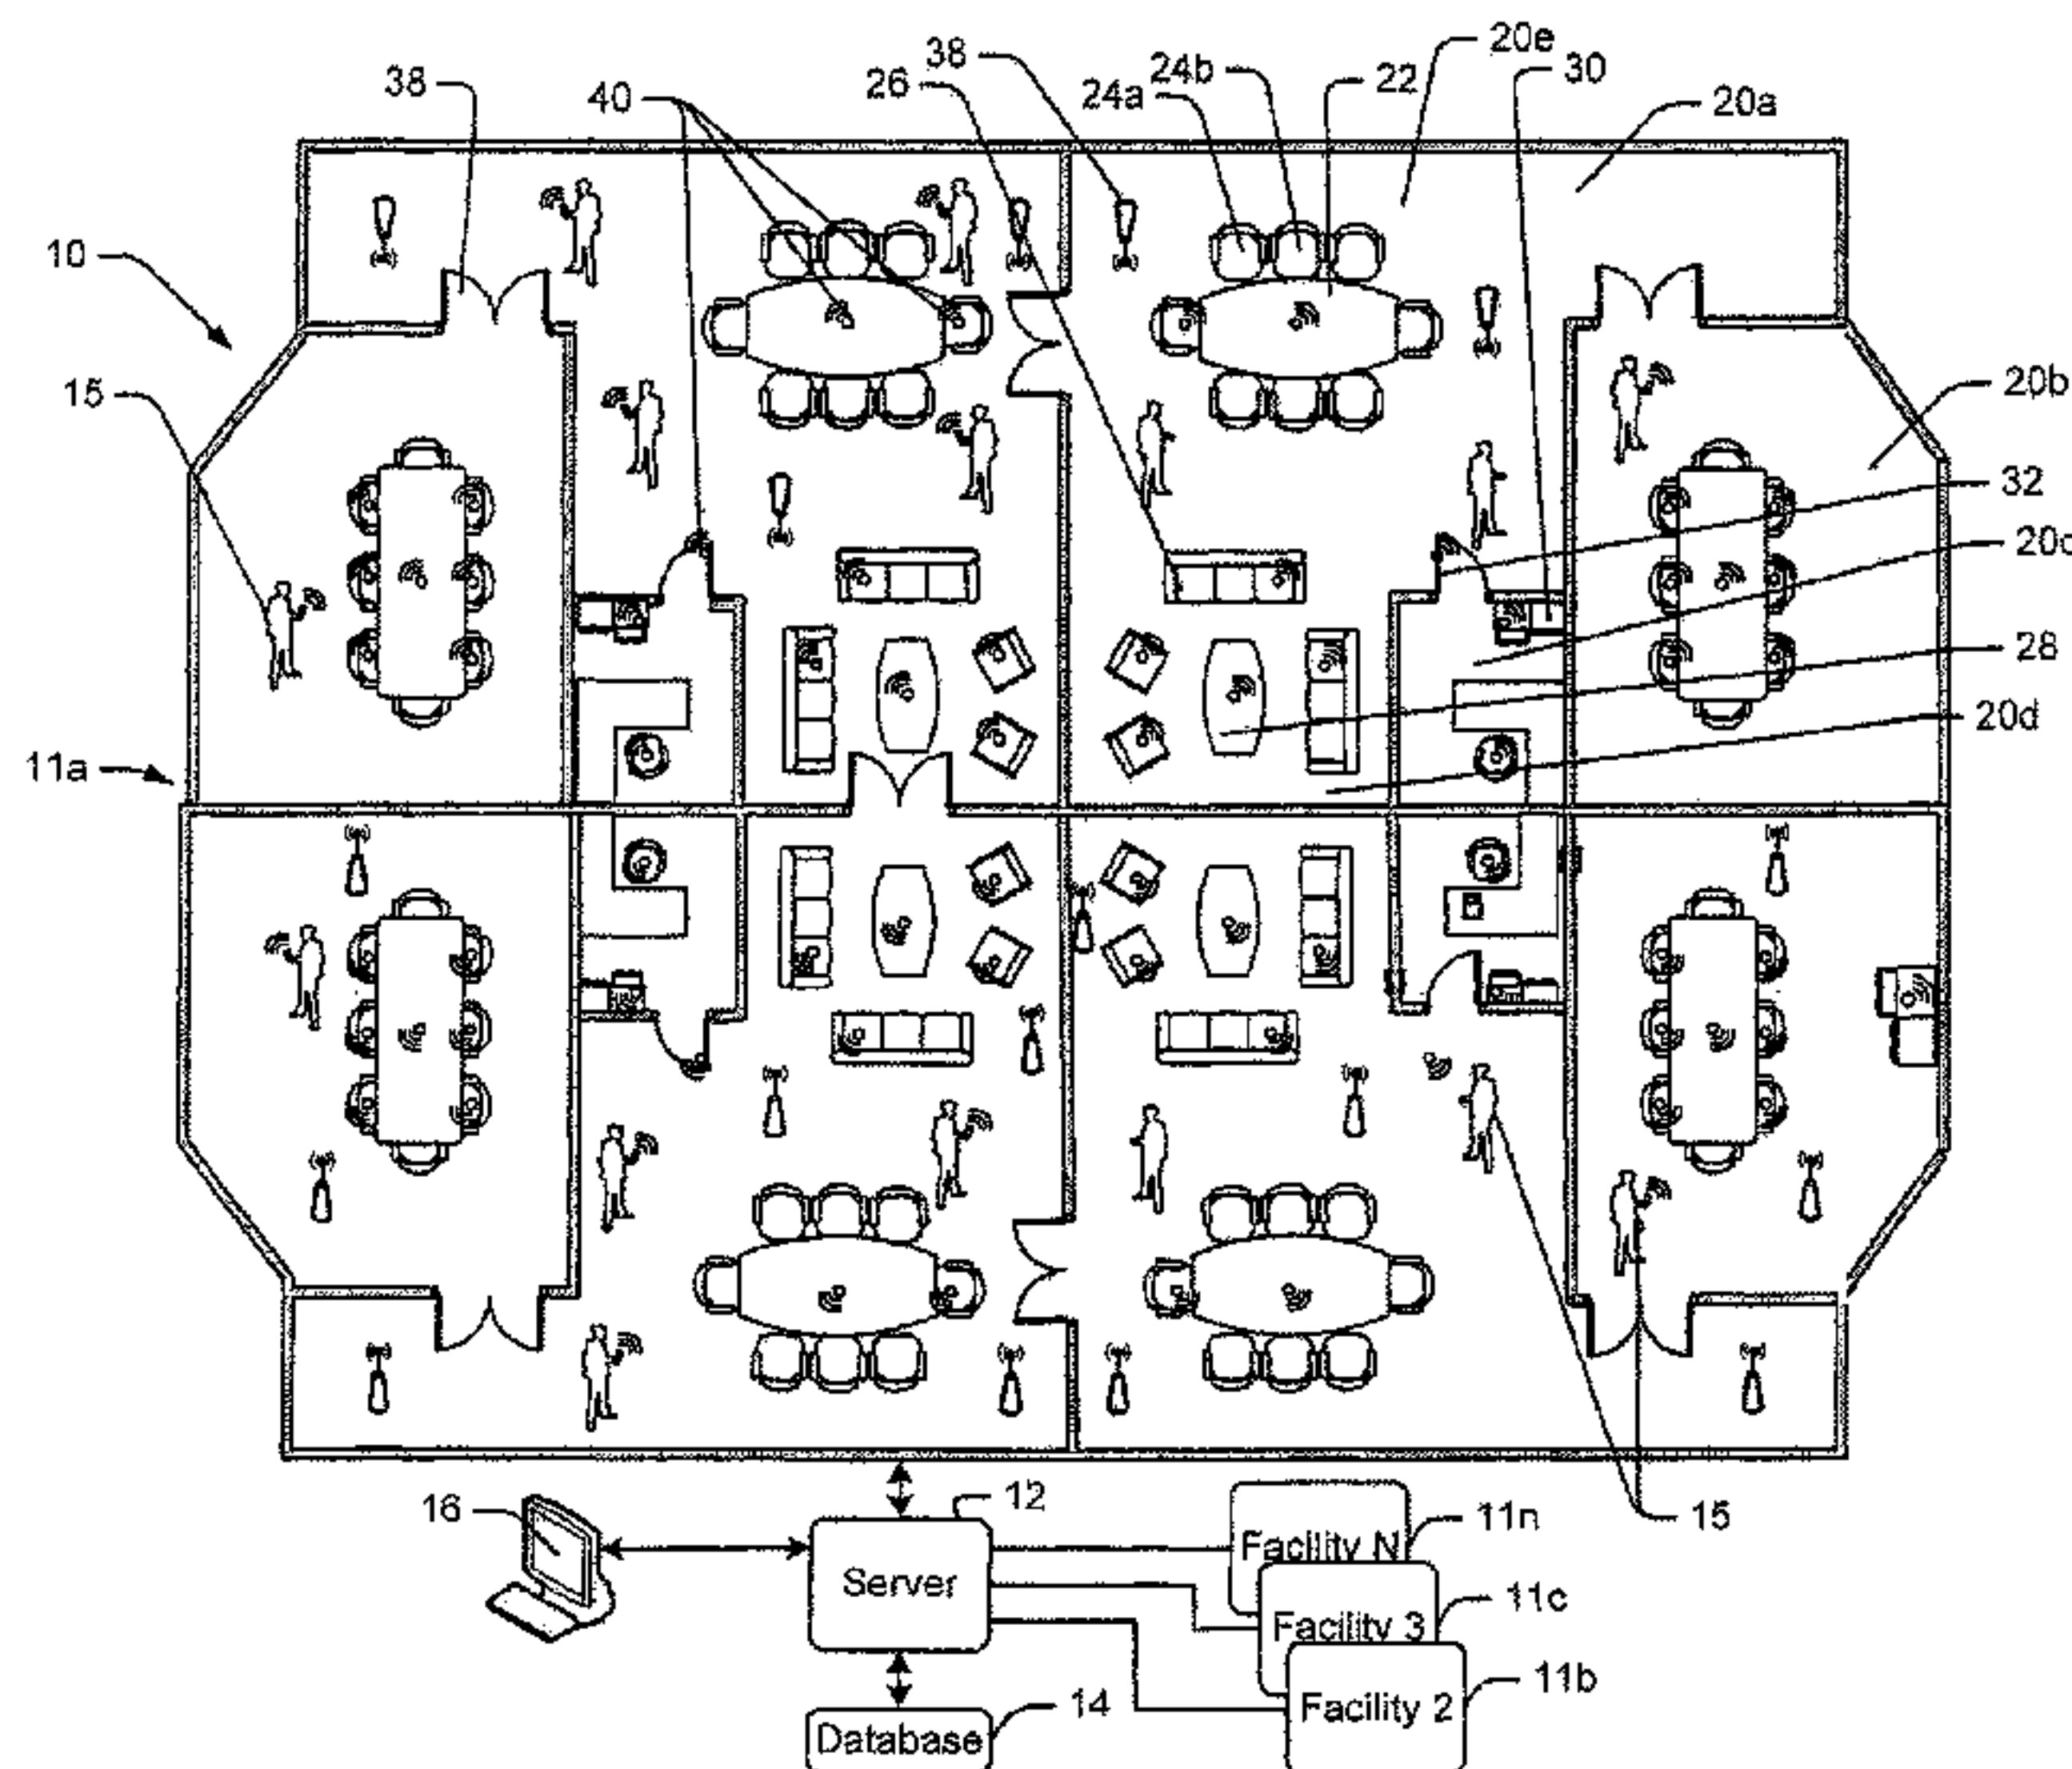 20e
38
24b
22
30
38
26
24a
20a
40
10
20b
15
32
20c
28
20d
11a
16
12
11n
15
Facility N
Server
11c
Facility 3
11b
14
Facility 2
Database